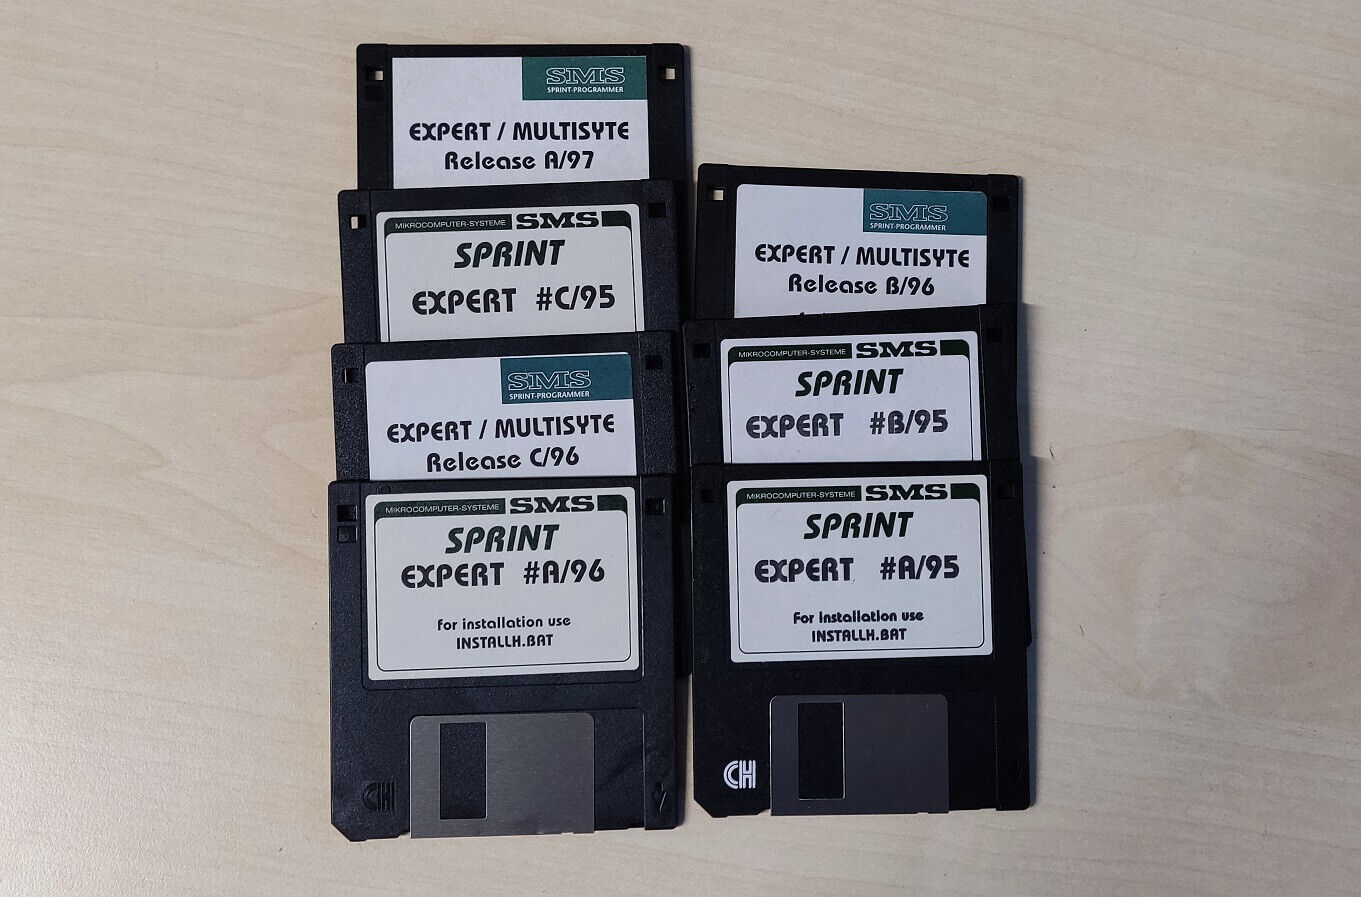 SMS
SPRINT-PROGRAMMER
EXPERT / MULTISYTE
Release A/97
MIKROCOMPUTER-SYSTEME SMS
SPRINT
EXPERT #C/95
SMS
SPRINT-PROGRAMMER
EXPERT / MULTISYTE
Release C/96
MIKROCOMPUTER-SYSTEME SMS
SPRINT
EXPERT #A/96
for installation use
INSTALLH.BAT
CH
SMS
SPRINT-PROGRAMMER
EXPERT / MULTISYTE
Release B/96
MIKROCOMPUTER-SYSTEME SMS
SPRINT
EXPERT #B/95
MIKROCOMPUTER-SYSTEME SMS
SPRINT
EXPERT #A/95
For installation use
INSTALLH.BAT
CH